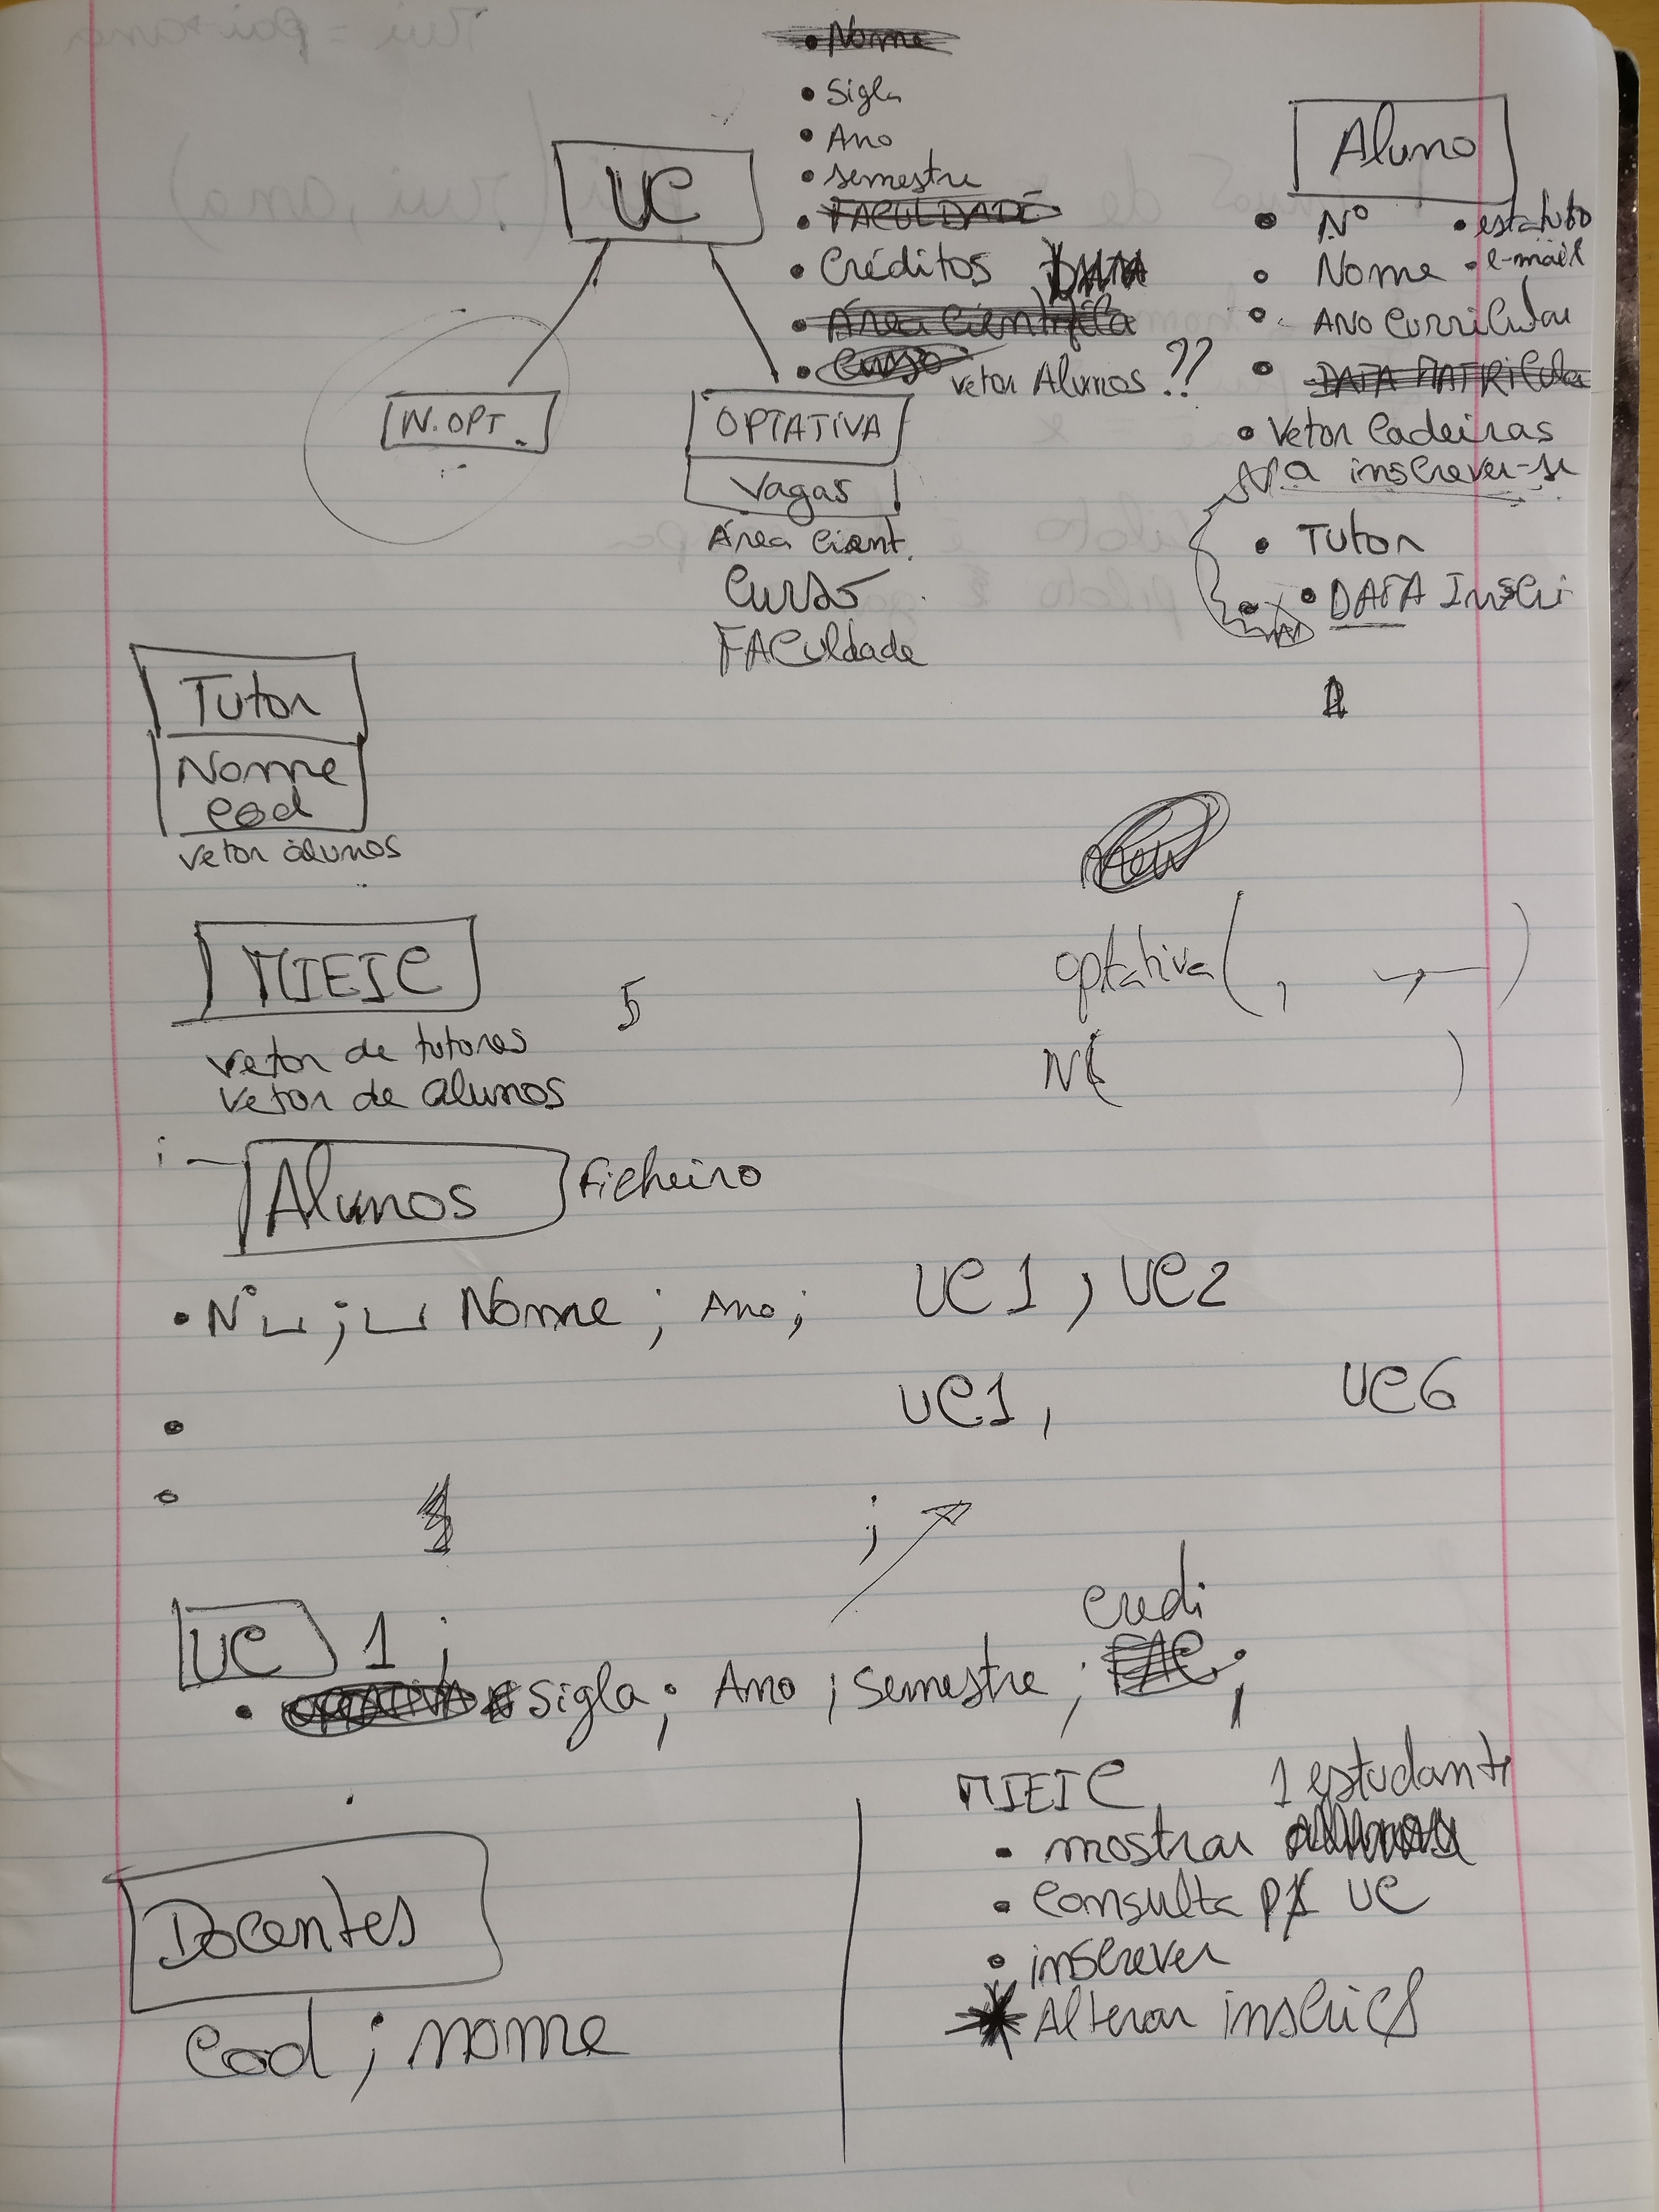 • Nome
• Sigla
• Ano
• semestre
• FACULDADE
• Créditos
• Área Científica
• Curso
vetor Alunos ??
UC
N. OPT.
OPTATIVA
Vagas
Área cient.
Curso
FACuldade
Aluno
• Nº • estatuto
• Nome • e-mail
• ANO Curricular
• DATA MATRICula
• Vetor Cadeiras
inscrever-se
• Tutor
• DATA Inscri
Tutor
Nome
Cod
Vetor alunos
MIEIC
5
vetor de tutores
Vetor de alunos
optativa( , , )
N( )
Alunos Ficheiro
• Nº ; Nome ; Ano ; UC1 , UC2
UC1 , UC6
;
UC 1 ;
Credi
• OPTATIVA Sigla ; Ano ; Semestre ; FAC ;
Docentes
Cod ; nome
MIEIC 1 estudante
• mostrar
• Consulta p/ UC
• inscrever
* Alterar